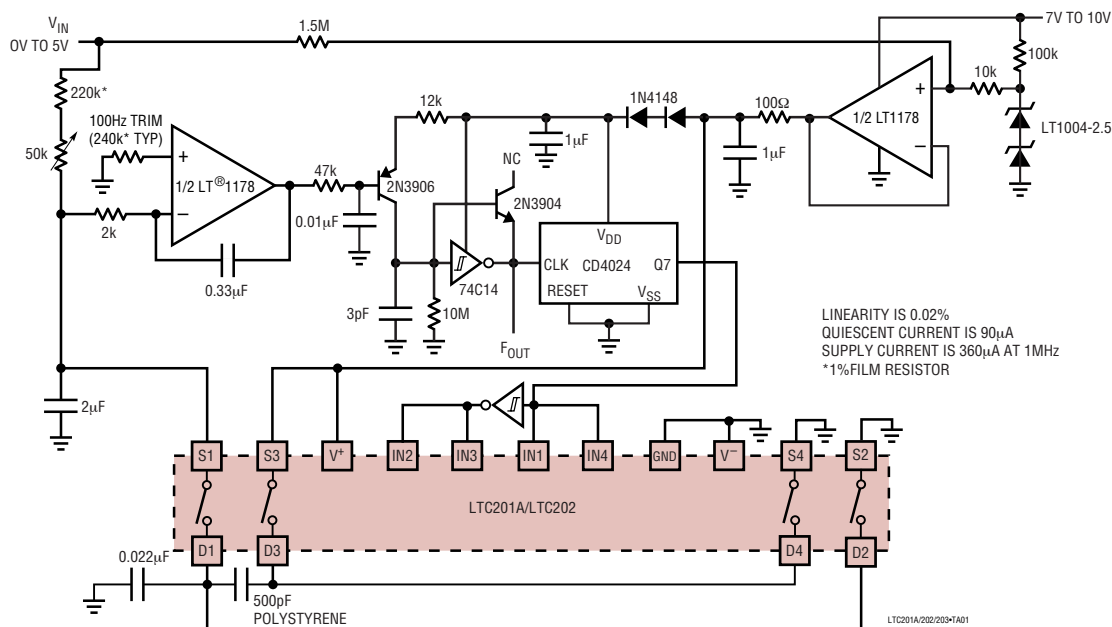 VIN
0V TO 5V
1.5M
7V TO 10V
220k*
100k
10k
100Hz TRIM
(240k* TYP)
12k
1N4148
100Ω
+
1/2 LT1178
−
LT1004-2.5
50k
+
1/2 LT®1178
−
47k
2N3906
1µF
1µF
NC
2N3904
0.01µF
2k
0.33µF
VDD
CLK
CD4024
Q7
RESET
VSS
74C14
3pF
10M
FOUT
LINEARITY IS 0.02%
QUIESCENT CURRENT IS 90µA
SUPPLY CURRENT IS 360µA AT 1MHz
*1%FILM RESISTOR
2µF
S1
S3
V+
IN2
IN3
IN1
IN4
GND
V−
S4
S2
LTC201A/LTC202
D1
D3
D4
D2
0.022µF
500pF
POLYSTYRENE
LTC201A/202/203•TA01